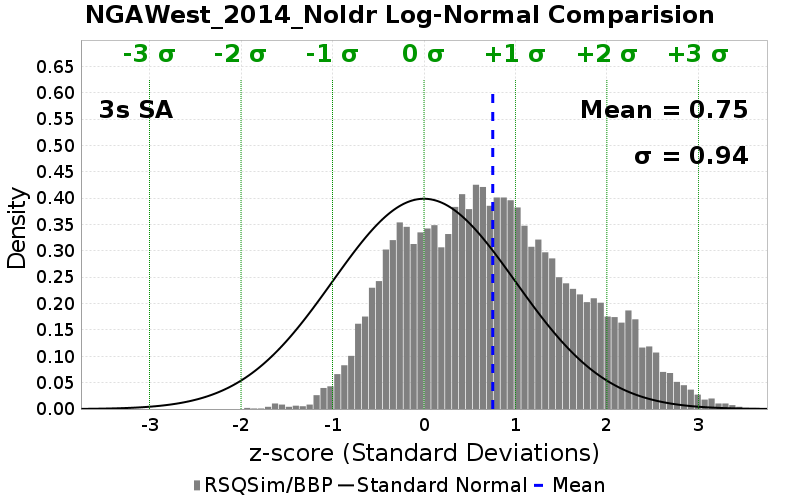 NGAWest_2014_NoIdr Log-Normal Comparision
-3 σ -2 σ -1 σ 0 σ +1 σ +2 σ +3 σ
3s SA
Mean = 0.75
σ = 0.94
Density
0.65
0.60
0.55
0.50
0.45
0.40
0.35
0.30
0.25
0.20
0.15
0.10
0.05
0.00
-3 -2 -1 0 1 2 3
z-score (Standard Deviations)
RSQSim/BBP Standard Normal Mean